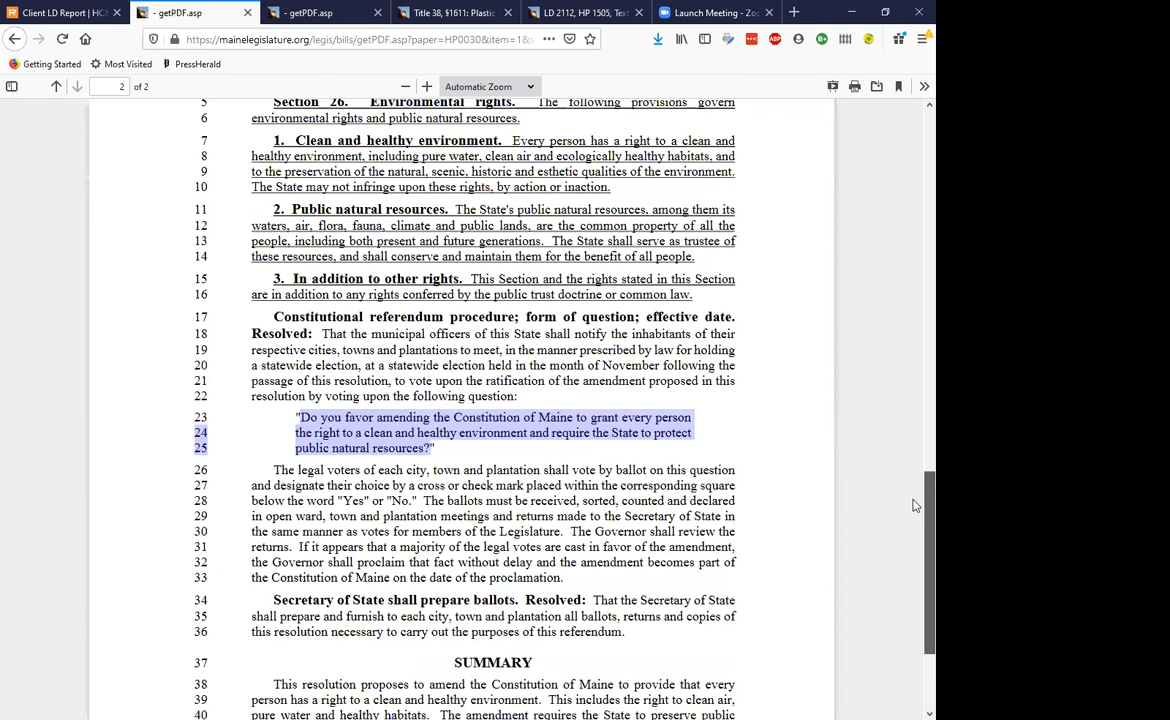 Client LD Report | HC
- getPDF.asp
- getPDF.asp
Title 38, §1611: Plastic
LD 2112, HP 1505, Text
Launch Meeting - Zoo
https://mainelegislature.org/legis/bills/getPDF.asp?paper=HP0030&item=1&s
Getting Started
Most Visited
PressHerald
2
of 2
Automatic Zoom
5 Section 26. Environmental rights. The following provisions govern
6 environmental rights and public natural resources.
7 1. Clean and healthy environment. Every person has a right to a clean and
8 healthy environment, including pure water, clean air and ecologically healthy habitats, and
9 to the preservation of the natural, scenic, historic and esthetic qualities of the environment.
10 The State may not infringe upon these rights, by action or inaction.
11 2. Public natural resources. The State's public natural resources, among them its
12 waters, air, flora, fauna, climate and public lands, are the common property of all the
13 people, including both present and future generations. The State shall serve as trustee of
14 these resources, and shall conserve and maintain them for the benefit of all people.
15 3. In addition to other rights. This Section and the rights stated in this Section
16 are in addition to any rights conferred by the public trust doctrine or common law.
17 Constitutional referendum procedure; form of question; effective date.
18 Resolved: That the municipal officers of this State shall notify the inhabitants of their
19 respective cities, towns and plantations to meet, in the manner prescribed by law for holding
20 a statewide election, at a statewide election held in the month of November following the
21 passage of this resolution, to vote upon the ratification of the amendment proposed in this
22 resolution by voting upon the following question:
23 "Do you favor amending the Constitution of Maine to grant every person
24 the right to a clean and healthy environment and require the State to protect
25 public natural resources?"
26 The legal voters of each city, town and plantation shall vote by ballot on this question
27 and designate their choice by a cross or check mark placed within the corresponding square
28 below the word "Yes" or "No." The ballots must be received, sorted, counted and declared
29 in open ward, town and plantation meetings and returns made to the Secretary of State in
30 the same manner as votes for members of the Legislature. The Governor shall review the
31 returns. If it appears that a majority of the legal votes are cast in favor of the amendment,
32 the Governor shall proclaim that fact without delay and the amendment becomes part of
33 the Constitution of Maine on the date of the proclamation.
34 Secretary of State shall prepare ballots. Resolved: That the Secretary of State
35 shall prepare and furnish to each city, town and plantation all ballots, returns and copies of
36 this resolution necessary to carry out the purposes of this referendum.
37 SUMMARY
38 This resolution proposes to amend the Constitution of Maine to provide that every
39 person has a right to a clean and healthy environment. This includes the right to clean air,
40 pure water and healthy habitats. The amendment requires the State to preserve public